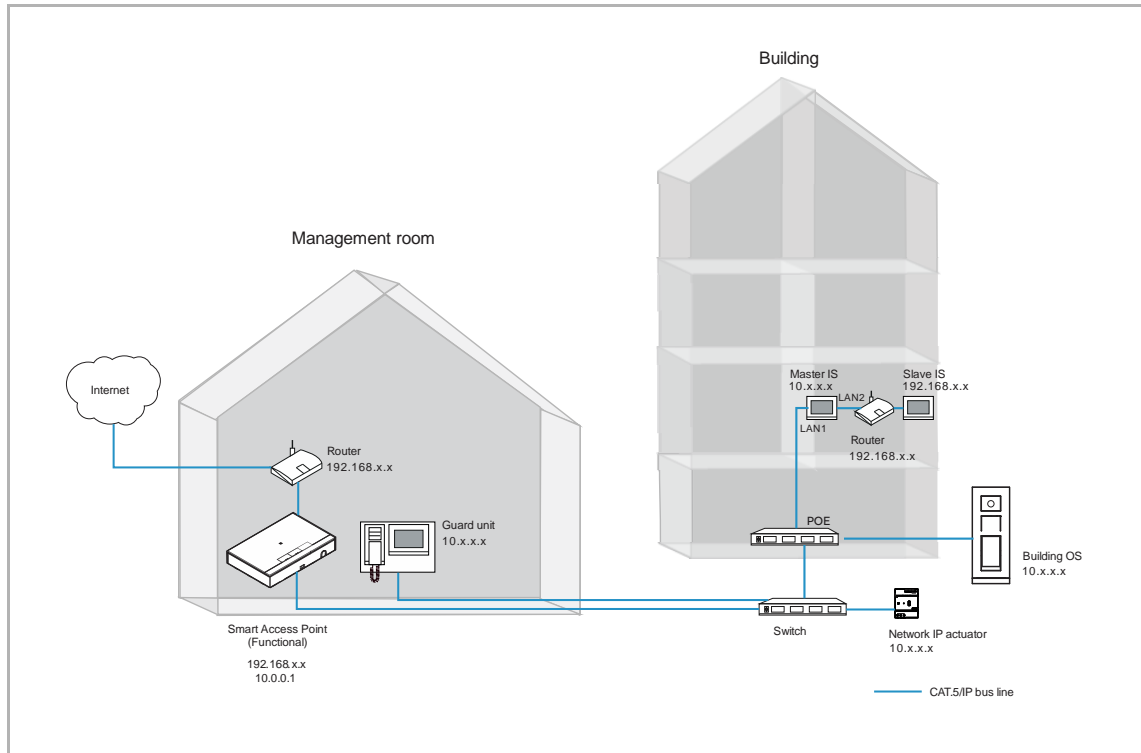 Building
Management room
Internet
Router
192.168.x.x
Guard unit
10.x.x.x
Smart Access Point
(Functional)
192.168.x.x
10.0.0.1
Master IS
10.x.x.x
LAN2
LAN1
Slave IS
192.168.x.x
Router
192.168.x.x
POE
Building OS
10.x.x.x
Switch
Network IP actuator
10.x.x.x
CAT.5/IP bus line